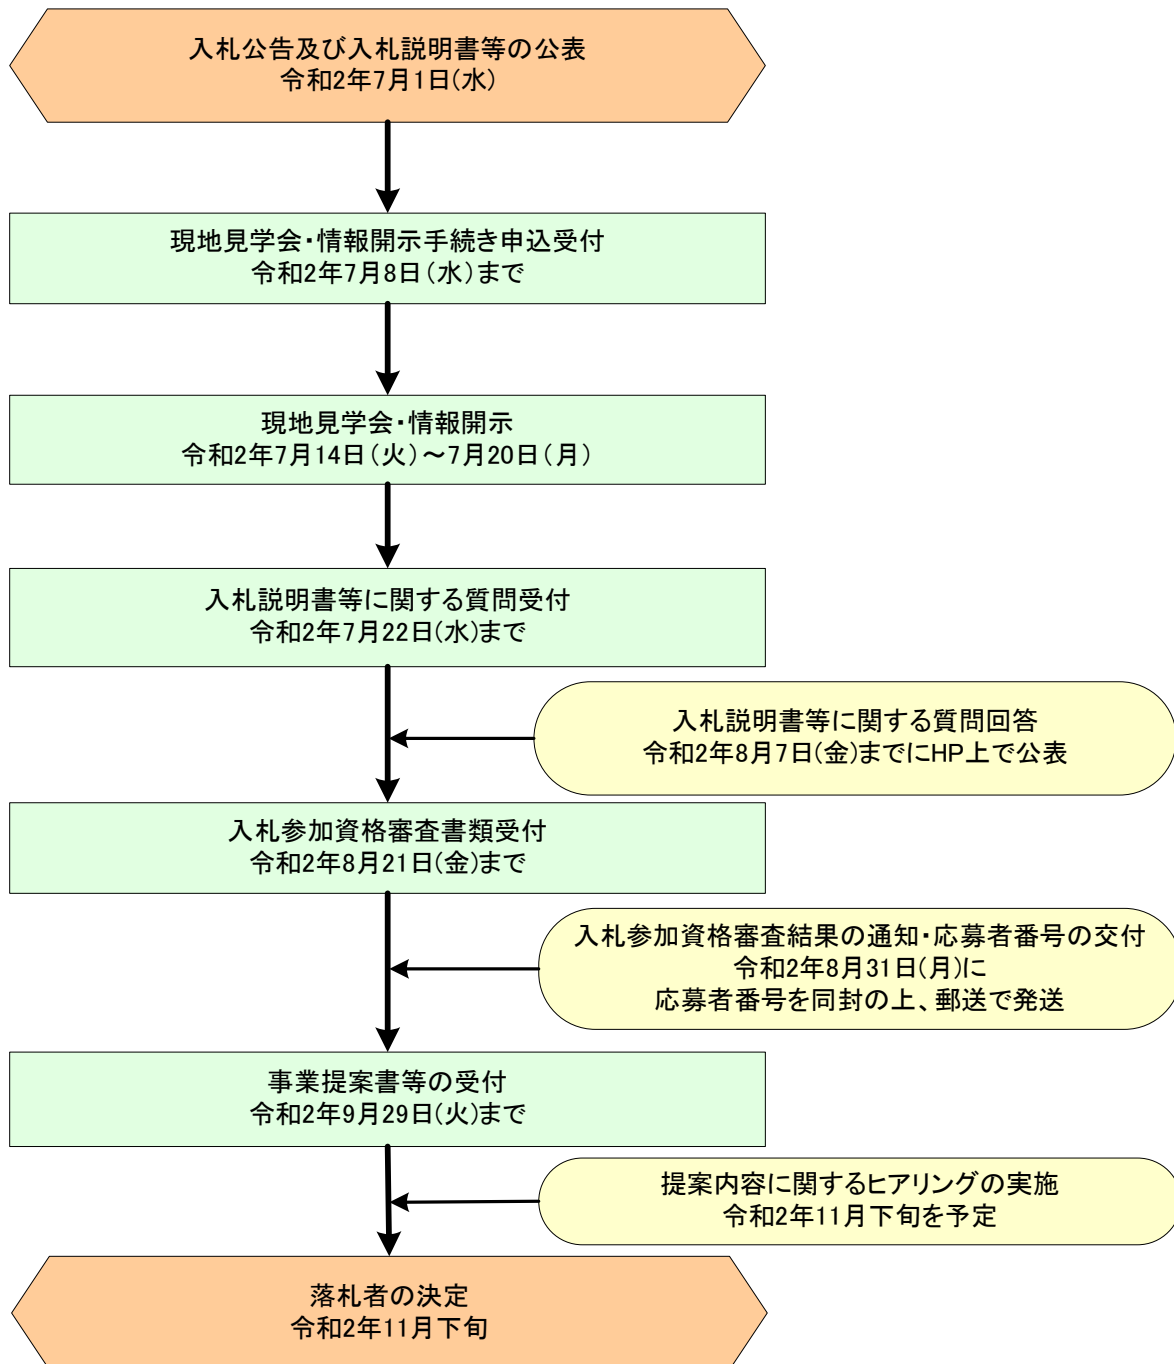 入札公告及び入札説明書等の公表
令和2年7月1日(水)
現地見学会・情報開示手続き申込受付
令和2年7月8日(水)まで
現地見学会・情報開示
令和2年7月14日(火)～7月20日(月)
入札説明書等に関する質問受付
令和2年7月22日(水)まで
入札説明書等に関する質問回答
令和2年8月7日(金)までにHP上で公表
入札参加資格審査書類受付
令和2年8月21日(金)まで
入札参加資格審査結果の通知・応募者番号の交付
令和2年8月31日(月)に
応募者番号を同封の上、郵送で発送
事業提案書等の受付
令和2年9月29日(火)まで
提案内容に関するヒアリングの実施
令和2年11月下旬を予定
落札者の決定
令和2年11月下旬